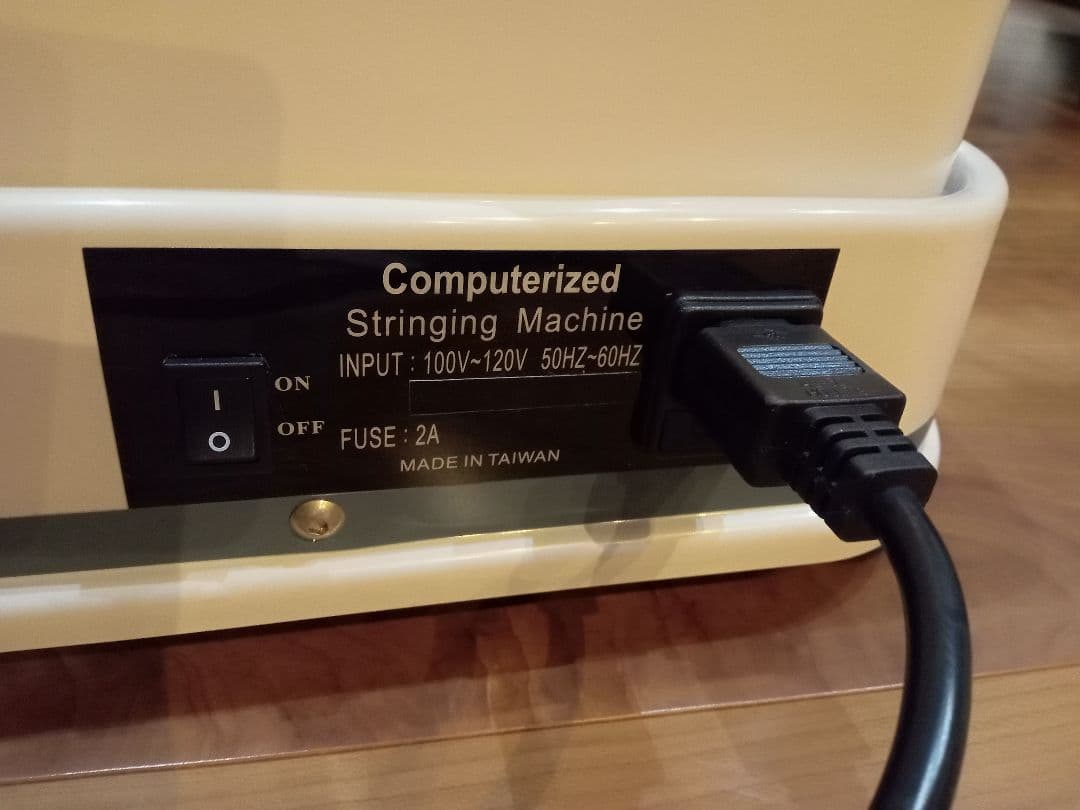 Computerized
Stringing Machine
INPUT : 100V~120V 50HZ~60HZ
ON
OFF
FUSE : 2A
MADE IN TAIWAN